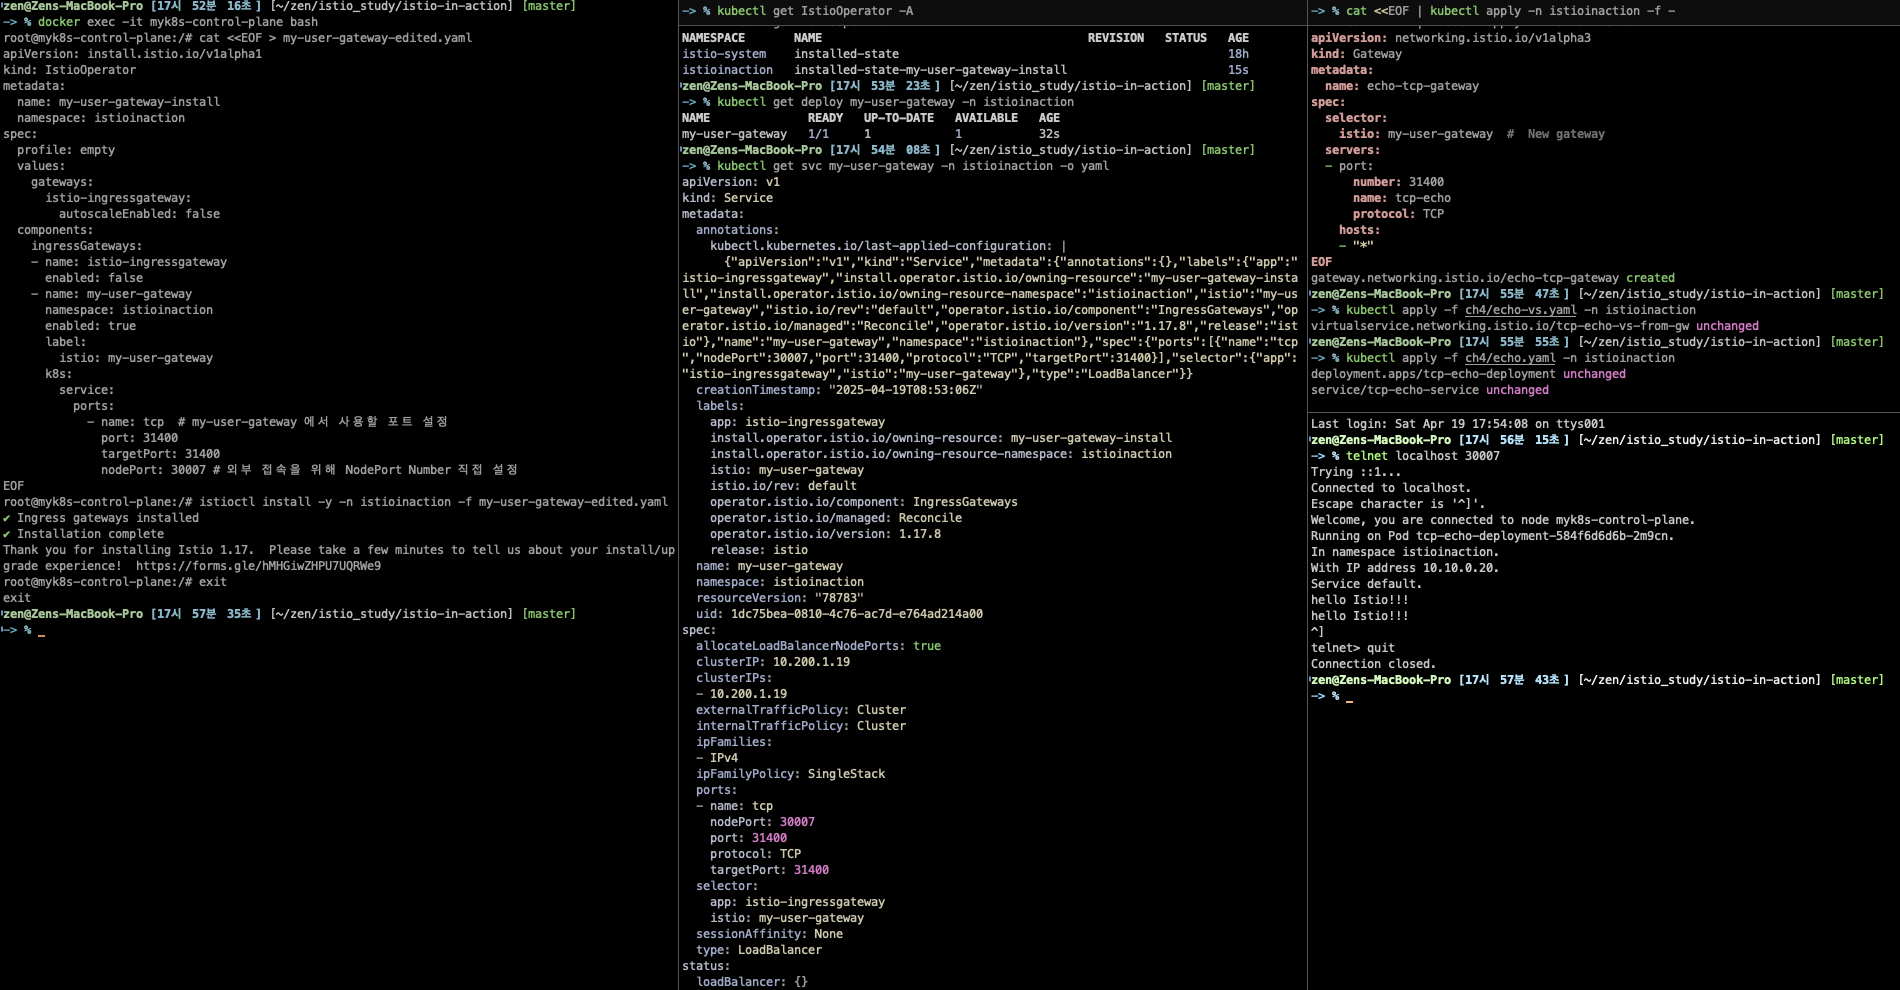 zen@Zens-MacBook-Pro [17시 52분 16초] [~/zen/istio_study/istio-in-action] [master]
-> % docker exec -it myk8s-control-plane bash
root@myk8s-control-plane:/# cat <<EOF > my-user-gateway-edited.yaml
apiVersion: install.istio.io/v1alpha1
kind: IstioOperator
metadata:
  name: my-user-gateway-install
  namespace: istioinaction
spec:
  profile: empty
  values:
    gateways:
      istio-ingressgateway:
        autoscaleEnabled: false
  components:
    ingressGateways:
    - name: istio-ingressgateway
      enabled: false
    - name: my-user-gateway
      namespace: istioinaction
      enabled: true
      label:
        istio: my-user-gateway
      k8s:
        service:
          ports:
            - name: tcp  # my-user-gateway 에서 사용할 포트 설정
              port: 31400
              targetPort: 31400
              nodePort: 30007 # 외부 접속을 위해 NodePort Number 직접 설정
EOF
root@myk8s-control-plane:/# istioctl install -y -n istioinaction -f my-user-gateway-edited.yaml
✔ Ingress gateways installed
✔ Installation complete
Thank you for installing Istio 1.17.  Please take a few minutes to tell us about your install/up
grade experience!  https://forms.gle/hMHGiwZHPU7UQRWe9
root@myk8s-control-plane:/# exit
exit
zen@Zens-MacBook-Pro [17시 57분 35초] [~/zen/istio_study/istio-in-action] [master]
-> %
-> % kubectl get IstioOperator -A
NAMESPACE       NAME                                      REVISION   STATUS   AGE
istio-system    installed-state                                               18h
istioinaction   installed-state-my-user-gateway-install                       15s
zen@Zens-MacBook-Pro [17시 53분 23초] [~/zen/istio_study/istio-in-action] [master]
-> % kubectl get deploy my-user-gateway -n istioinaction
NAME              READY   UP-TO-DATE   AVAILABLE   AGE
my-user-gateway   1/1     1            1           32s
zen@Zens-MacBook-Pro [17시 54분 08초] [~/zen/istio_study/istio-in-action] [master]
-> % kubectl get svc my-user-gateway -n istioinaction -o yaml
apiVersion: v1
kind: Service
metadata:
  annotations:
    kubectl.kubernetes.io/last-applied-configuration: |
      {"apiVersion":"v1","kind":"Service","metadata":{"annotations":{},"labels":{"app":"
istio-ingressgateway","install.operator.istio.io/owning-resource":"my-user-gateway-insta
ll","install.operator.istio.io/owning-resource-namespace":"istioinaction","istio":"my-us
er-gateway","istio.io/rev":"default","operator.istio.io/component":"IngressGateways","op
erator.istio.io/managed":"Reconcile","operator.istio.io/version":"1.17.8","release":"ist
io"},"name":"my-user-gateway","namespace":"istioinaction"},"spec":{"ports":[{"name":"tcp
","nodePort":30007,"port":31400,"protocol":"TCP","targetPort":31400}],"selector":{"app":
"istio-ingressgateway","istio":"my-user-gateway"},"type":"LoadBalancer"}}
  creationTimestamp: "2025-04-19T08:53:06Z"
  labels:
    app: istio-ingressgateway
    install.operator.istio.io/owning-resource: my-user-gateway-install
    install.operator.istio.io/owning-resource-namespace: istioinaction
    istio: my-user-gateway
    istio.io/rev: default
    operator.istio.io/component: IngressGateways
    operator.istio.io/managed: Reconcile
    operator.istio.io/version: 1.17.8
    release: istio
  name: my-user-gateway
  namespace: istioinaction
  resourceVersion: "78783"
  uid: 1dc75bea-0810-4c76-ac7d-e764ad214a00
spec:
  allocateLoadBalancerNodePorts: true
  clusterIP: 10.200.1.19
  clusterIPs:
  - 10.200.1.19
  externalTrafficPolicy: Cluster
  internalTrafficPolicy: Cluster
  ipFamilies:
  - IPv4
  ipFamilyPolicy: SingleStack
  ports:
  - name: tcp
    nodePort: 30007
    port: 31400
    protocol: TCP
    targetPort: 31400
  selector:
    app: istio-ingressgateway
    istio: my-user-gateway
  sessionAffinity: None
  type: LoadBalancer
status:
  loadBalancer: {}
-> % cat <<EOF | kubectl apply -n istioinaction -f -
apiVersion: networking.istio.io/v1alpha3
kind: Gateway
metadata:
  name: echo-tcp-gateway
spec:
  selector:
    istio: my-user-gateway  #  New gateway
  servers:
  - port:
      number: 31400
      name: tcp-echo
      protocol: TCP
    hosts:
    - "*"
EOF
gateway.networking.istio.io/echo-tcp-gateway created
zen@Zens-MacBook-Pro [17시 55분 47초] [~/zen/istio_study/istio-in-action] [master]
-> % kubectl apply -f ch4/echo-vs.yaml -n istioinaction
virtualservice.networking.istio.io/tcp-echo-vs-from-gw unchanged
zen@Zens-MacBook-Pro [17시 55분 55초] [~/zen/istio_study/istio-in-action] [master]
-> % kubectl apply -f ch4/echo.yaml -n istioinaction
deployment.apps/tcp-echo-deployment unchanged
service/tcp-echo-service unchanged
Last login: Sat Apr 19 17:54:08 on ttys001
zen@Zens-MacBook-Pro [17시 56분 15초] [~/zen/istio_study/istio-in-action] [master]
-> % telnet localhost 30007
Trying ::1...
Connected to localhost.
Escape character is '^]'.
Welcome, you are connected to node myk8s-control-plane.
Running on Pod tcp-echo-deployment-584f6d6d6b-2m9cn.
In namespace istioinaction.
With IP address 10.10.0.20.
Service default.
hello Istio!!!
hello Istio!!!
^]
telnet> quit
Connection closed.
zen@Zens-MacBook-Pro [17시 57분 43초] [~/zen/istio_study/istio-in-action] [master]
-> %